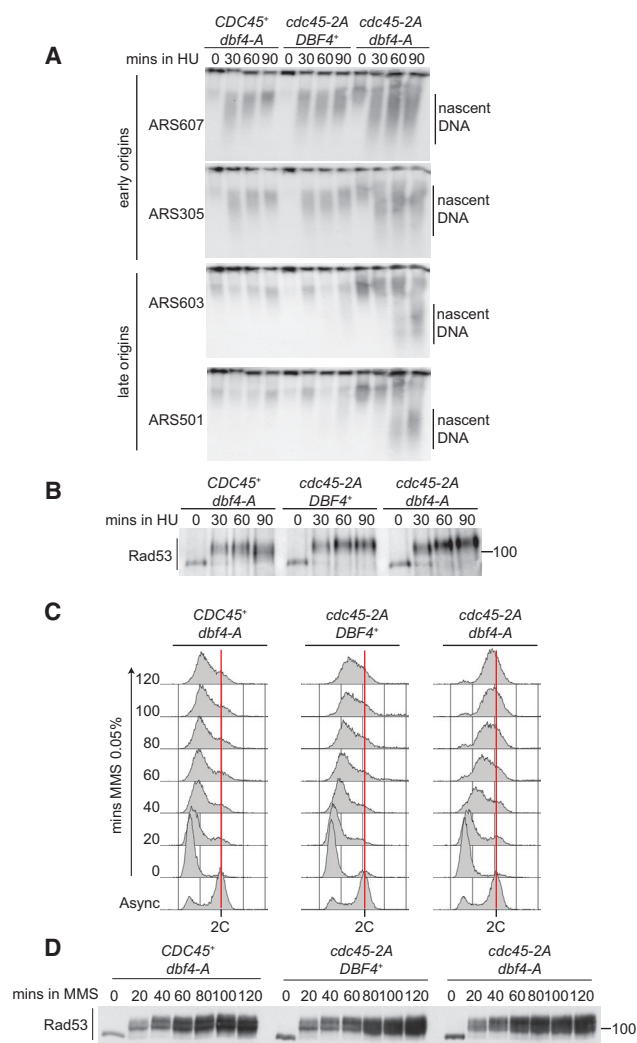 A
CDC45+ cdc45-2A cdc45-2A
dbf4-A DBF4+ dbf4-A
mins in HU 0 30 60 90 0 30 60 90 0 30 60 90
early origins
ARS607
nascent
DNA
ARS305
nascent
DNA
late origins
ARS603
nascent
DNA
ARS501
nascent
DNA
B
CDC45+ cdc45-2A cdc45-2A
dbf4-A DBF4+ dbf4-A
mins in HU 0 30 60 90 0 30 60 90 0 30 60 90
Rad53
100
C
CDC45+ cdc45-2A cdc45-2A
dbf4-A DBF4+ dbf4-A
mins MMS 0.05%
120
100
80
60
40
20
0
Async
2C 2C 2C
D
CDC45+ cdc45-2A cdc45-2A
dbf4-A DBF4+ dbf4-A
mins in MMS 0 20 40 60 80 100 120 0 20 40 60 80 100 120 0 20 40 60 80 100 120
Rad53
100